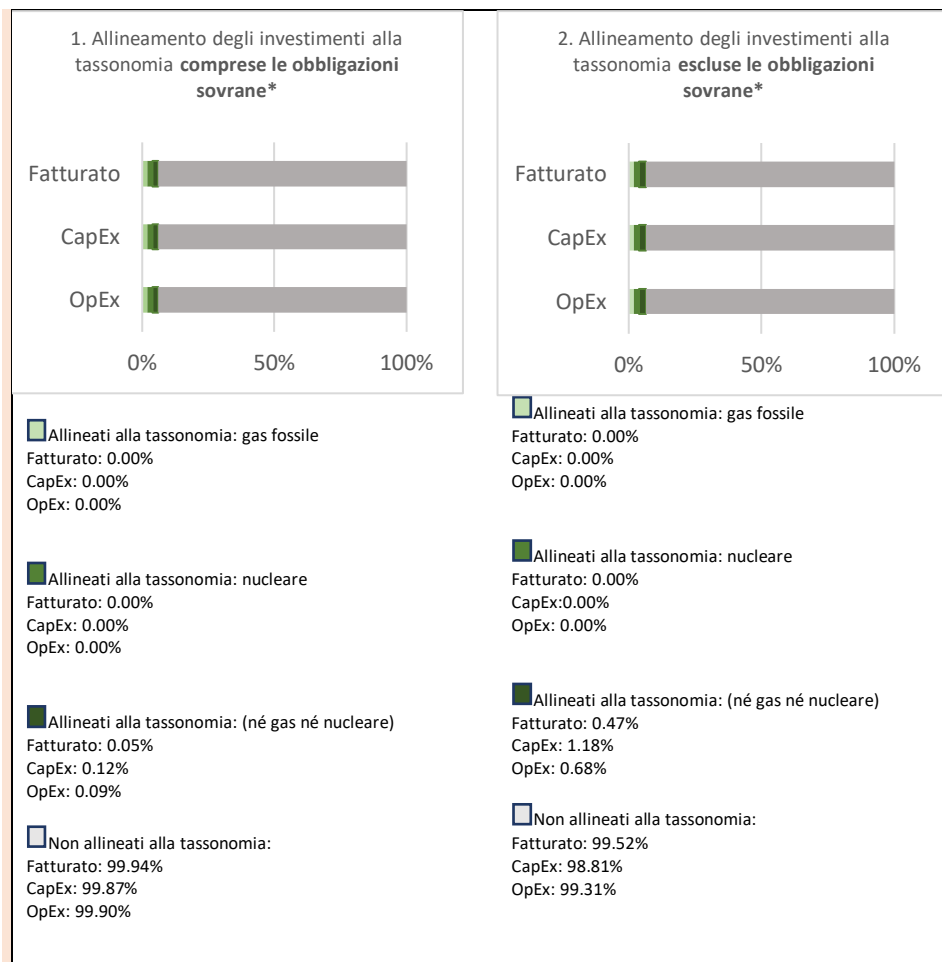 1. Allineamento degli investimenti alla
tassonomia comprese le obbligazioni
sovrane*
Fatturato
CapEx
OpEx
0%
50%
100%
Allineati alla tassonomia: gas fossile
Fatturato: 0.00%
CapEx: 0.00%
OpEx: 0.00%
Allineati alla tassonomia: nucleare
Fatturato: 0.00%
CapEx: 0.00%
OpEx: 0.00%
Allineati alla tassonomia: (né gas né nucleare)
Fatturato: 0.05%
CapEx: 0.12%
OpEx: 0.09%
Non allineati alla tassonomia:
Fatturato: 99.94%
CapEx: 99.87%
OpEx: 99.90%
2. Allineamento degli investimenti alla
tassonomia escluse le obbligazioni
sovrane*
Fatturato
CapEx
OpEx
0%
50%
100%
Allineati alla tassonomia: gas fossile
Fatturato: 0.00%
CapEx: 0.00%
OpEx: 0.00%
Allineati alla tassonomia: nucleare
Fatturato: 0.00%
CapEx:0.00%
OpEx: 0.00%
Allineati alla tassonomia: (né gas né nucleare)
Fatturato: 0.47%
CapEx: 1.18%
OpEx: 0.68%
Non allineati alla tassonomia:
Fatturato: 99.52%
CapEx: 98.81%
OpEx: 99.31%